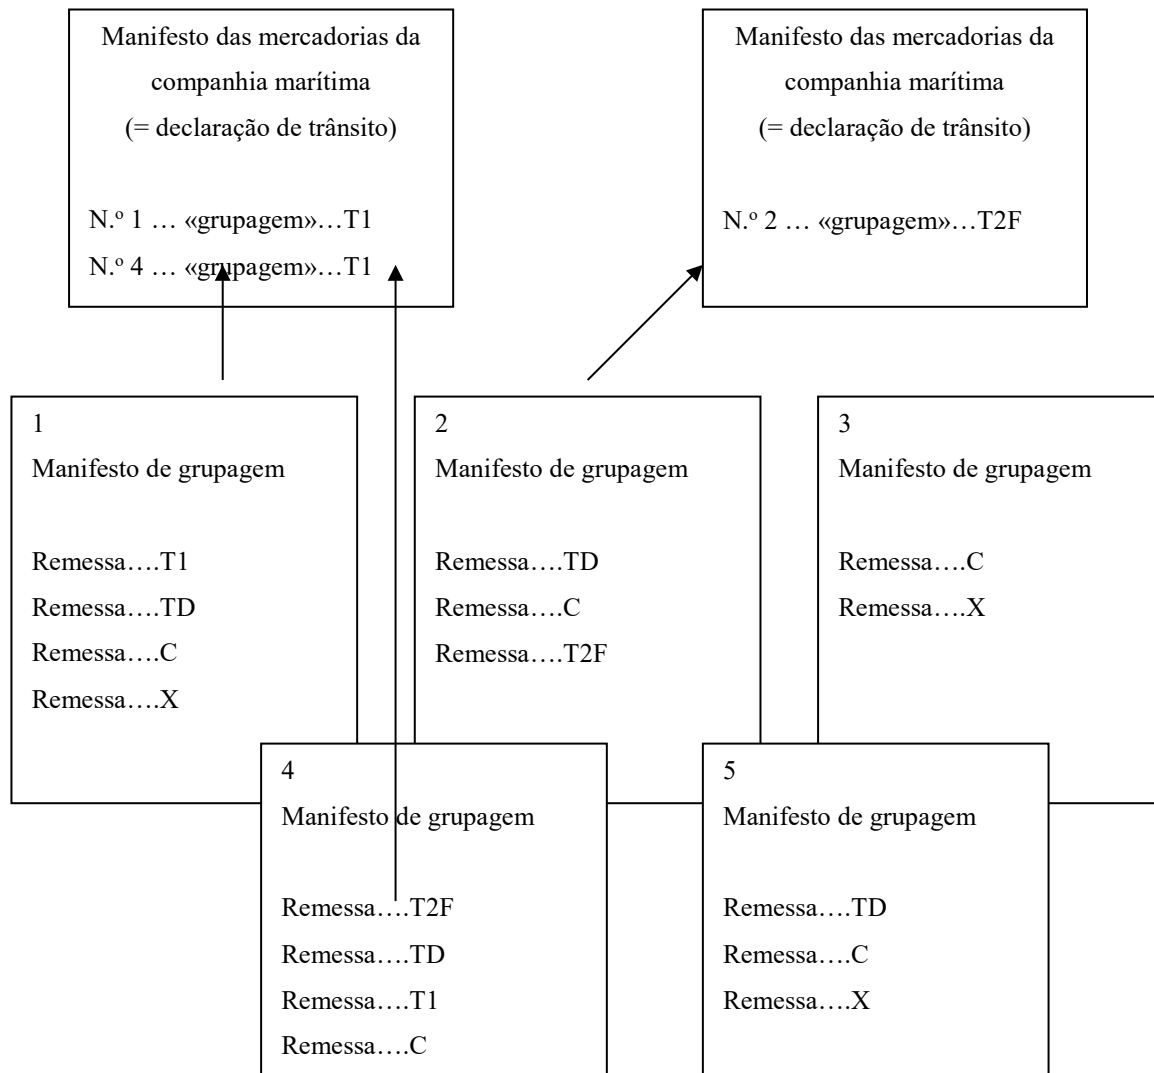 Manifesto das mercadorias da
companhia marítima
(= declaração de trânsito)
N.º 1 … «grupagem»…T1
N.º 4 … «grupagem»…T1
Manifesto das mercadorias da
companhia marítima
(= declaração de trânsito)
N.º 2 … «grupagem»…T2F
1
Manifesto de grupagem
Remessa….T1
Remessa….TD
Remessa….C
Remessa….X
2
Manifesto de grupagem
Remessa….TD
Remessa….C
Remessa….T2F
3
Manifesto de grupagem
Remessa….C
Remessa….X
4
Manifesto de grupagem
Remessa….T2F
Remessa….TD
Remessa….T1
Remessa….C
5
Manifesto de grupagem
Remessa….TD
Remessa….C
Remessa….X